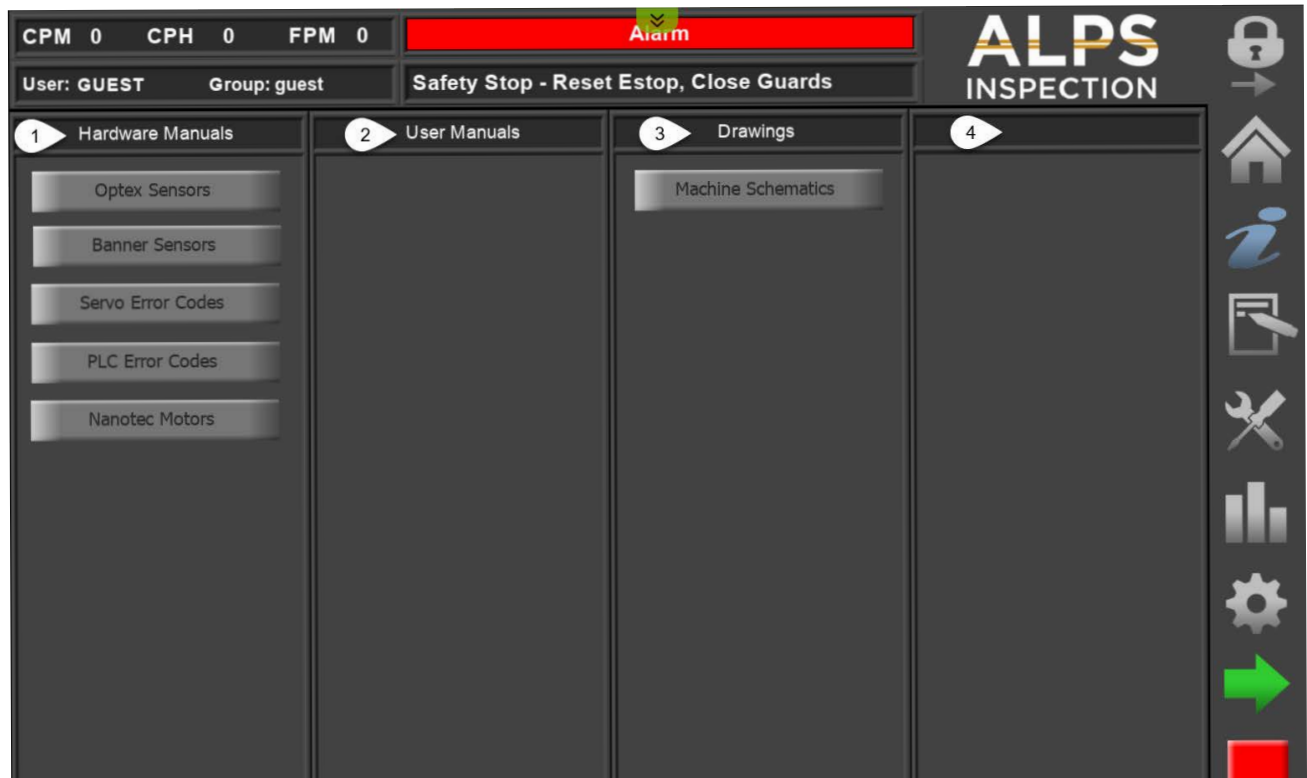 CPM 0 CPH 0 FPM 0
Alarm
ALPS
INSPECTION
User: GUEST Group: guest
Safety Stop - Reset Estop, Close Guards
1 Hardware Manuals
2 User Manuals
3 Drawings
4
Optex Sensors
Machine Schematics
Banner Sensors
Servo Error Codes
PLC Error Codes
Nanotec Motors